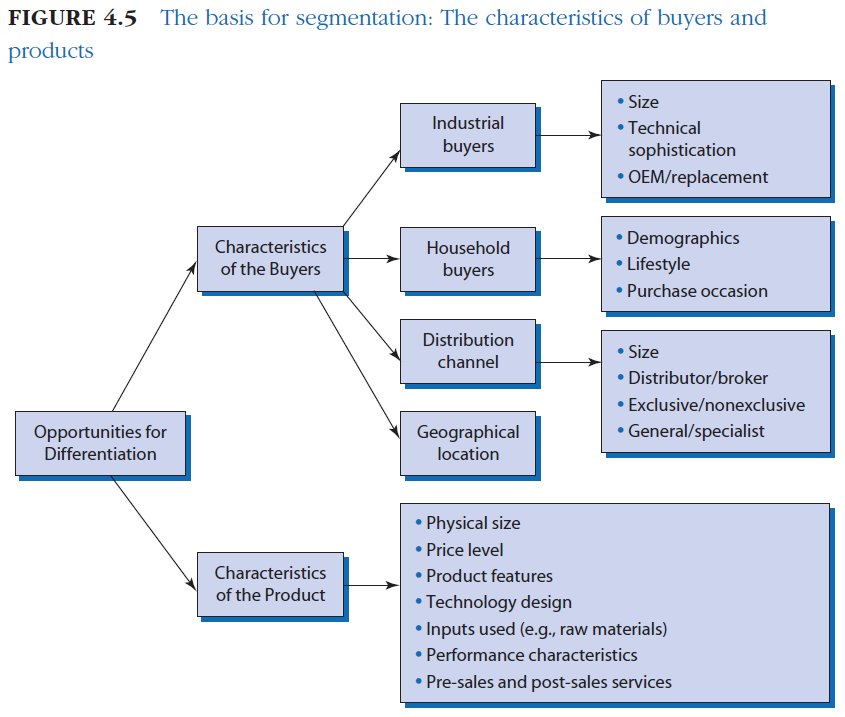 FIGURE 4.5 The basis for segmentation: The characteristics of buyers and
products
Opportunities for
Differentiation
Characteristics
of the Buyers
Industrial
buyers
• Size
• Technical
sophistication
• OEM/replacement
Household
buyers
• Demographics
• Lifestyle
• Purchase occasion
Distribution
channel
• Size
• Distributor/broker
• Exclusive/nonexclusive
• General/specialist
Geographical
location
Characteristics
of the Product
• Physical size
• Price level
• Product features
• Technology design
• Inputs used (e.g., raw materials)
• Performance characteristics
• Pre-sales and post-sales services